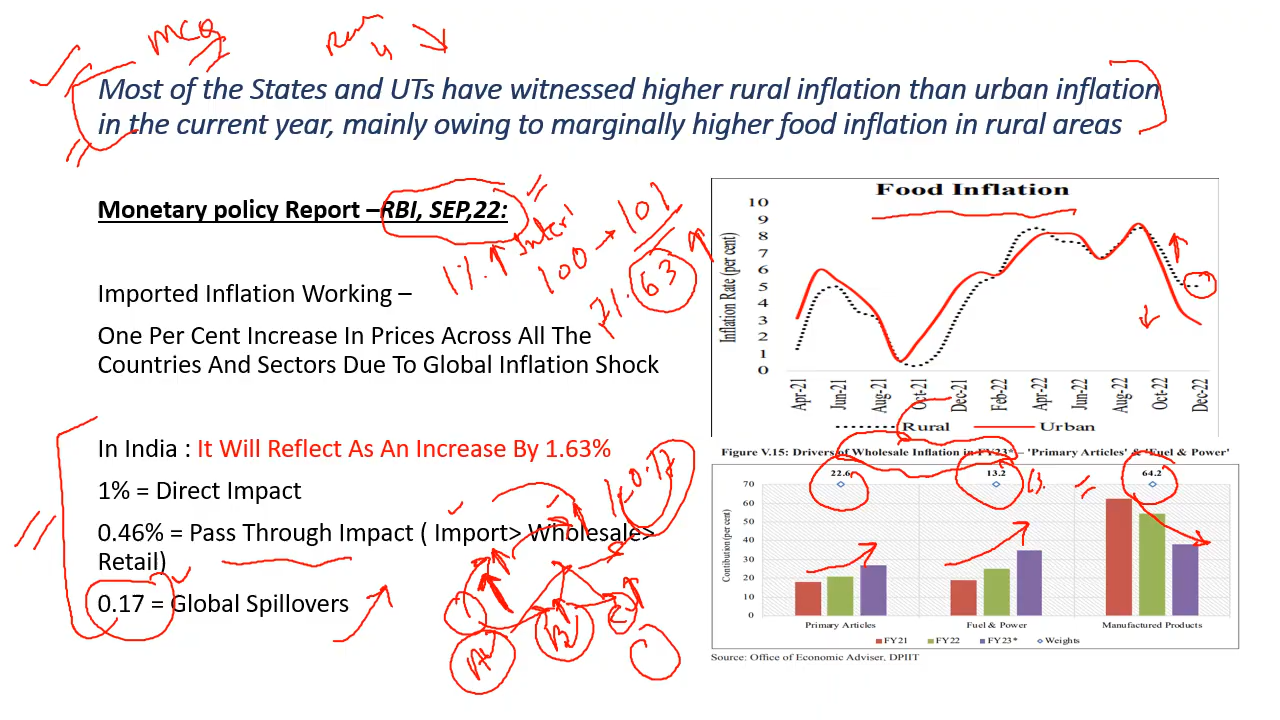 MCQ
Most of the States and UTs have witnessed higher rural inflation than urban inflation
in the current year, mainly owing to marginally higher food inflation in rural areas
Monetary policy Report –RBI, SEP,22:
1%
100 → 101
63
Imported Inflation Working –
One Per Cent Increase In Prices Across All The
Countries And Sectors Due To Global Inflation Shock
In India : It Will Reflect As An Increase By 1.63%
1% = Direct Impact
0.46% = Pass Through Impact ( Import> Wholesale>
Retail)
0.17 = Global Spillovers
0.17
B
C
Food Inflation
Inflation Rate (per cent)
10
9
8
7
6
5
4
3
2
1
0
Apr-21
Jun-21
Aug-21
Oct-21
Dec-21
Feb-22
Apr-22
Jun-22
Aug-22
Oct-22
Dec-22
Rural Urban
Figure V.15: Drivers of Wholesale Inflation in FY23* – 'Primary Articles' & 'Fuel & Power'
22.6 13.2 64.2
Contribution (per cent)
70
60
50
40
30
20
10
0
Primary Articles Fuel & Power Manufactured Products
FY21 FY22 FY23* Weights
Source: Office of Economic Adviser, DPIIT